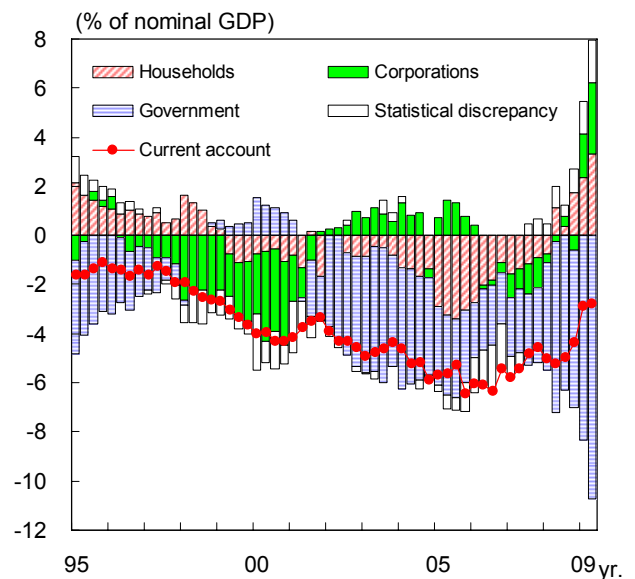 (% of nominal GDP)
8
6
4
2
0
-2
-4
-6
-8
-10
-12
Households
Corporations
Government
Statistical discrepancy
Current account
95 00 05 09 yr.